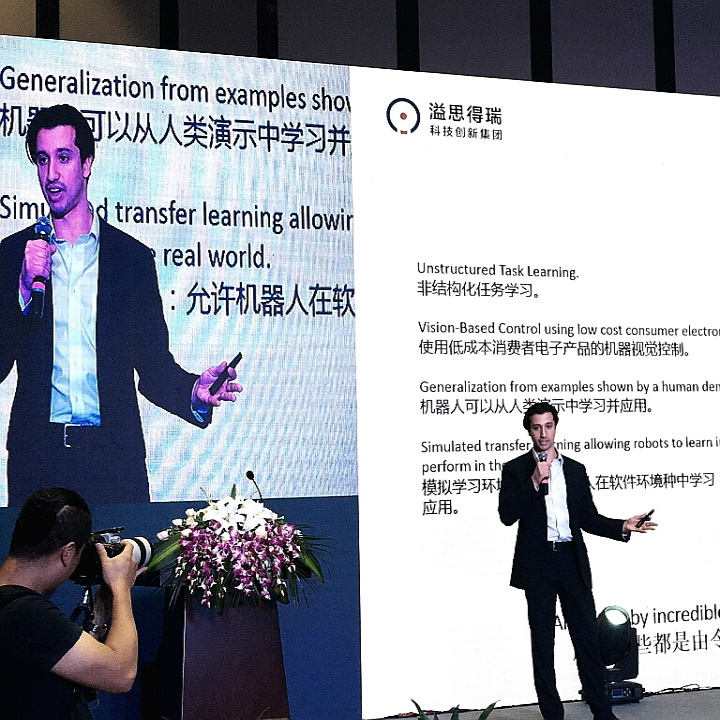 Generalization from examples show
机器 可以从人类演示中学习并
d transfer learning allowin
real world.
：允许机器人在软
溢思得瑞
科技创新集团
Unstructured Task Learning.
非结构化任务学习。
Vision-Based Control using low cost consumer electro
使用低成本消费者电子产品的机器视觉控制。
Generalization from examples shown by a human dem
机器人可以从人类演示中学习并应用。
Simulated transfer ning allowing robots to learn i
perform in the
模拟学习环 人在软件环境种中学习
应用。
by incredible
些都是由令